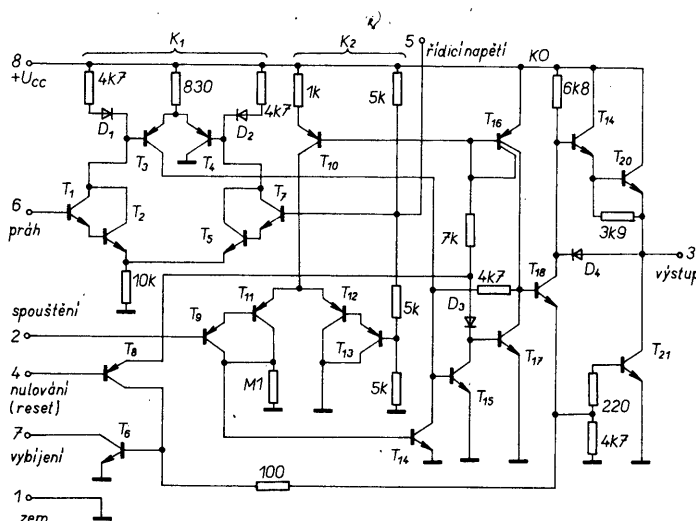 K1
K2
5
řídicí napětí
KO
8
+Ucc
4k7
830
4k7
1k
5k
6k8
D1
D2
T16
T14
T3
T4
T10
T20
T1
T2
T7
T5
6
práh
7k
3k9
10k
3
výstup
4k7
T18
D4
spouštění
T9
T11
T12
D3
5k
2
T8
T13
T17
T21
4
nulování
(reset)
M1
5k
T15
220
7
vybíjení
T6
T14
4k7
100
1
zem